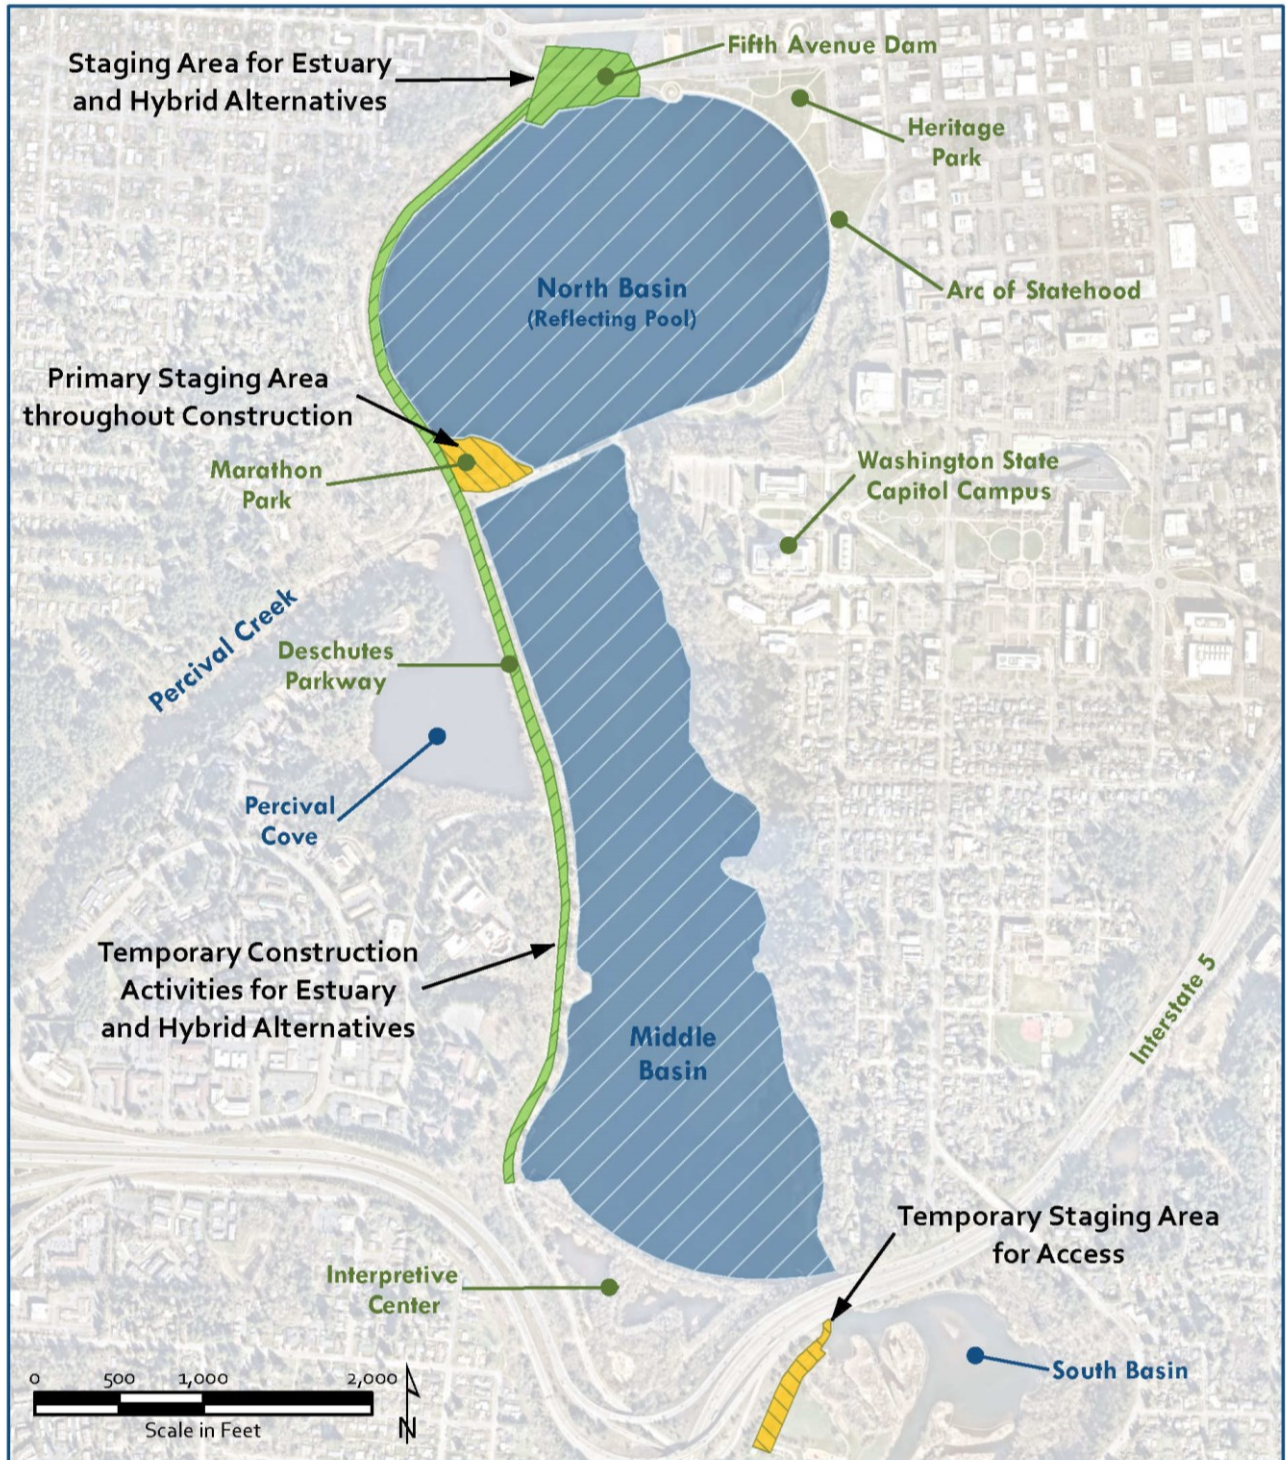 Staging Area for Estuary
and Hybrid Alternatives
Fifth Avenue Dam
Heritage
Park
Arc of Statehood
North Basin
(Reflecting Pool)
Primary Staging Area
throughout Construction
Marathon
Park
Washington State
Capitol Campus
Percival Creek
Deschutes
Parkway
Percival
Cove
Temporary Construction
Activities for Estuary
and Hybrid Alternatives
Middle
Basin
Interstate 5
Temporary Staging Area
for Access
Interpretive
Center
South Basin
0 500 1,000 2,000
Scale in Feet
N